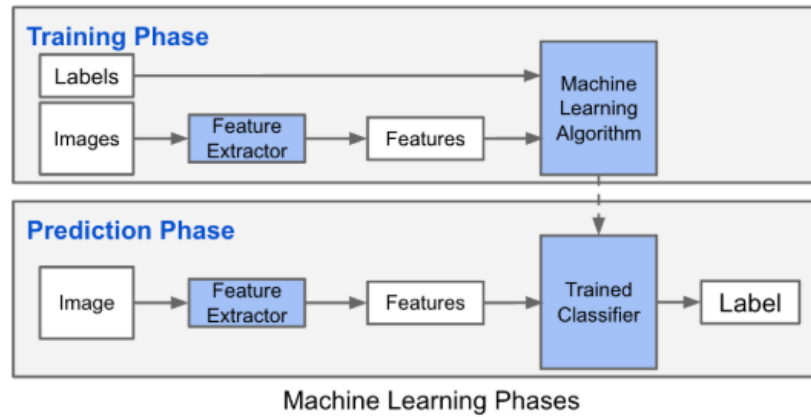 Training Phase
Labels
Images
Feature
Extractor
Features
Machine
Learning
Algorithm
Prediction Phase
Image
Feature
Extractor
Features
Trained
Classifier
Label
Machine Learning Phases